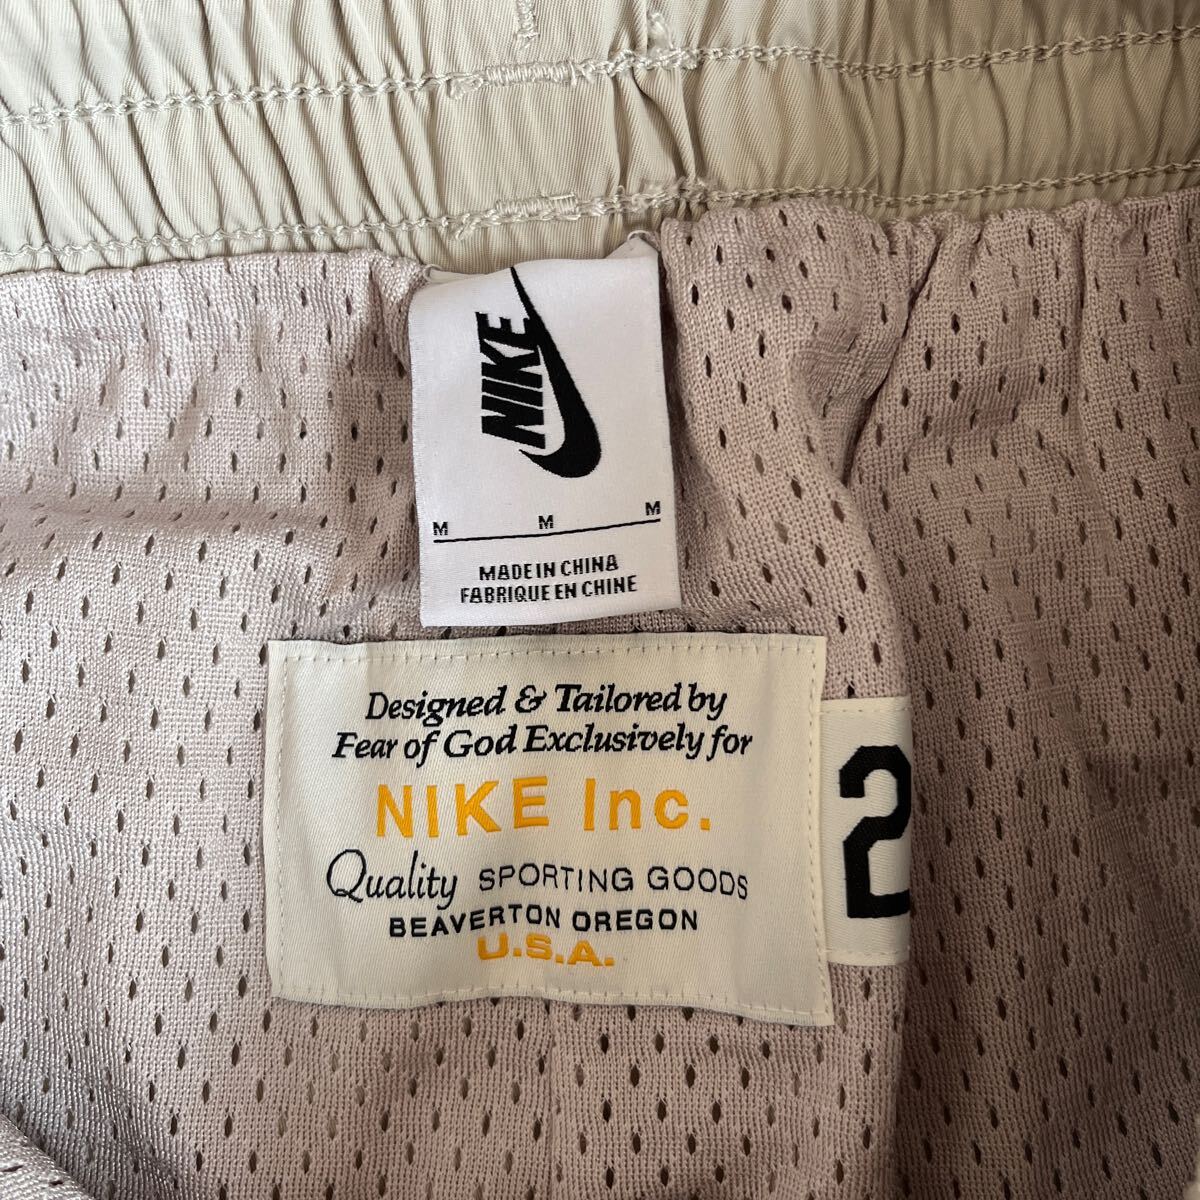 NIKE
M M M
MADE IN CHINA
FABRIQUE EN CHINE
Designed & Tailored by
Fear of God Exclusively for
NIKE Inc.
Quality SPORTING GOODS
BEAVERTON OREGON
U.S.A.
2